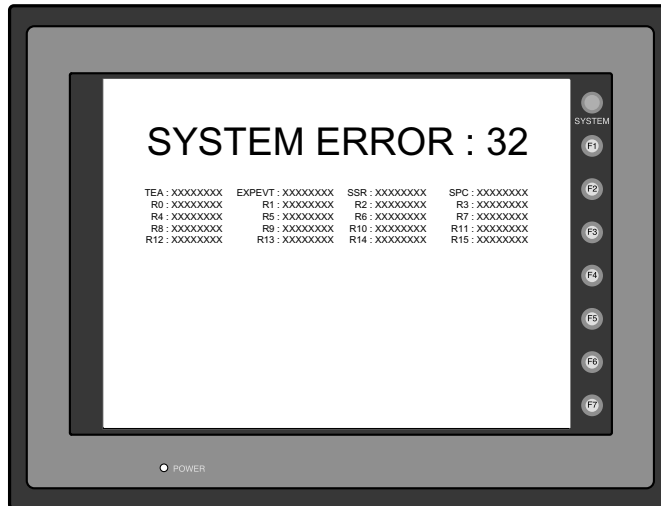 SYSTEM ERROR : 32
TEA : XXXXXXXX EXPEVT : XXXXXXXX SSR : XXXXXXXX SPC : XXXXXXXX
R0 : XXXXXXXX R1 : XXXXXXXX R2 : XXXXXXXX R3 : XXXXXXXX
R4 : XXXXXXXX R5 : XXXXXXXX R6 : XXXXXXXX R7 : XXXXXXXX
R8 : XXXXXXXX R9 : XXXXXXXX R10 : XXXXXXXX R11 : XXXXXXXX
R12 : XXXXXXXX R13 : XXXXXXXX R14 : XXXXXXXX R15 : XXXXXXXX
SYSTEM
F1
F2
F3
F4
F5
F6
F7
POWER